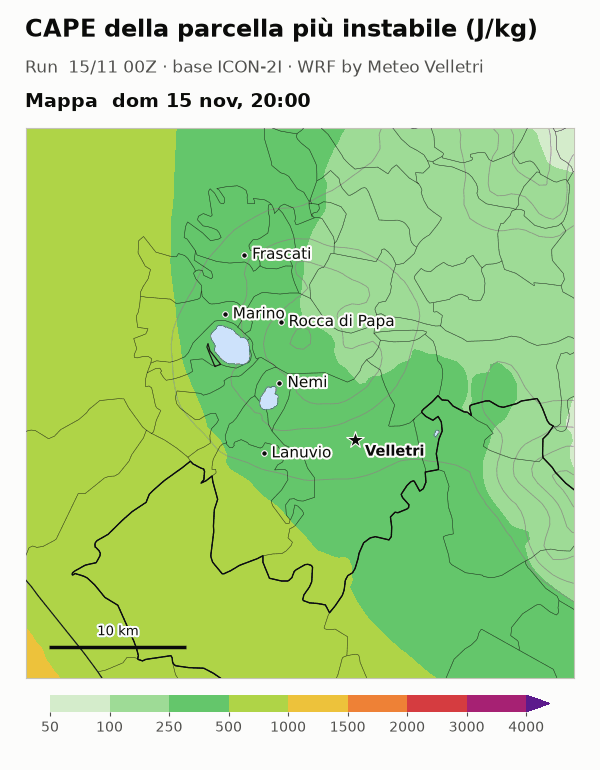 CAPE della parcella più instabile (J/kg)
Run  15/11 00Z · base ICON-2I · WRF by Meteo Velletri
Mappa  dom 15 nov, 20:00
Frascati
Marino
Rocca di Papa
Nemi
Velletri
Lanuvio
10 km
50 100 250 500 1000 1500 2000 3000 4000